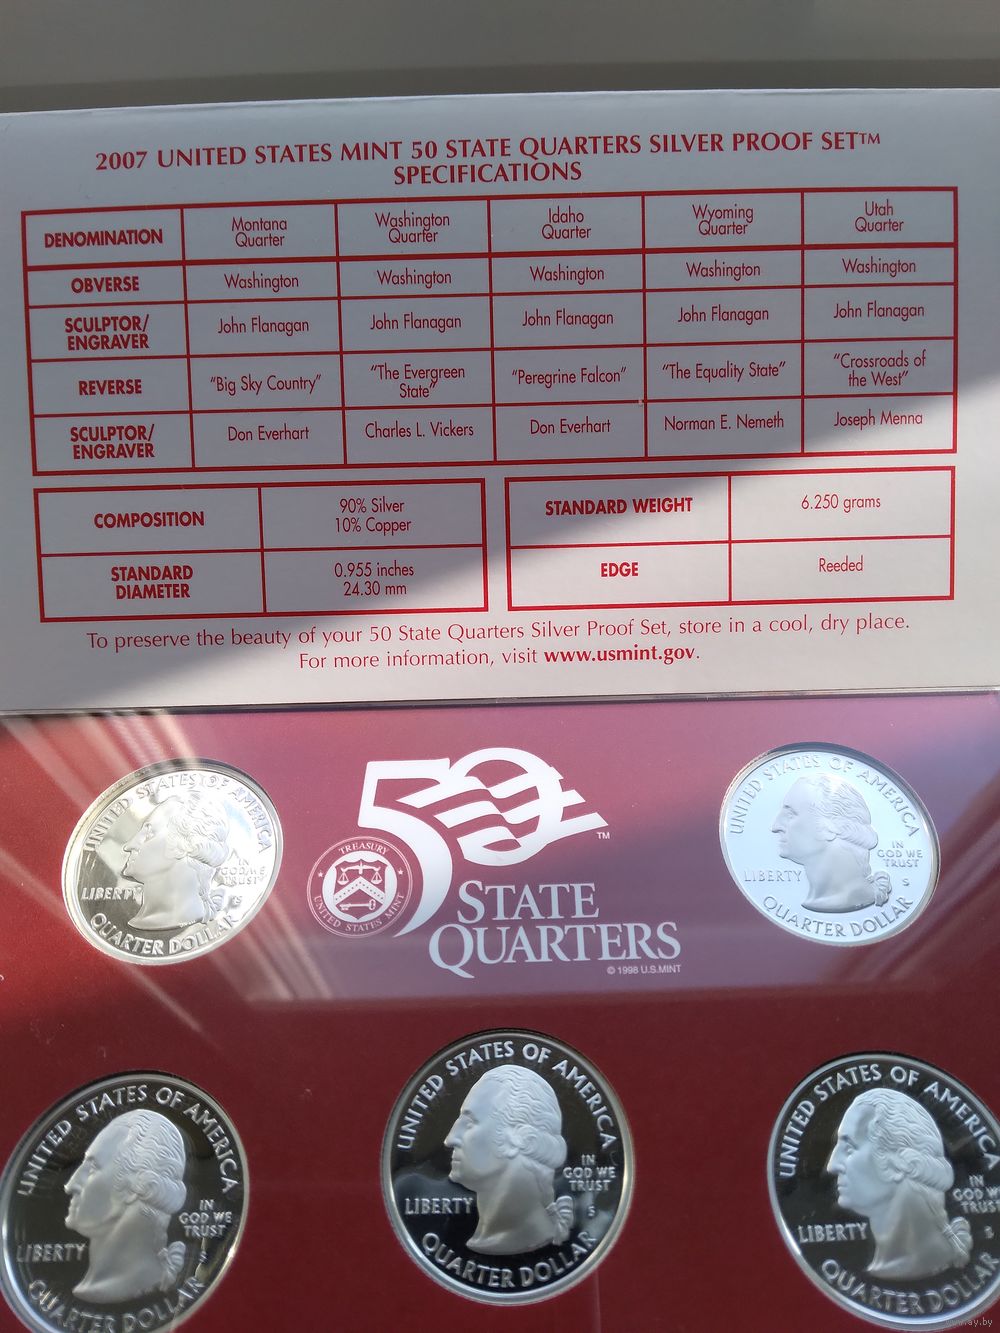 2007 UNITED STATES MINT 50 STATE QUARTERS SILVER PROOF SET™
SPECIFICATIONS
DENOMINATION Montana Quarter Washington Quarter Idaho Quarter Wyoming Quarter Utah Quarter
OBVERSE Washington Washington Washington Washington Washington
SCULPTOR/ ENGRAVER John Flanagan John Flanagan John Flanagan John Flanagan John Flanagan
REVERSE "Big Sky Country" "The Evergreen State" "Peregrine Falcon" "The Equality State" "Crossroads of the West"
SCULPTOR/ ENGRAVER Don Everhart Charles L. Vickers Don Everhart Norman E. Nemeth Joseph Menna
COMPOSITION 90% Silver 10% Copper STANDARD WEIGHT 6.250 grams
STANDARD DIAMETER 0.955 inches 24.30 mm EDGE Reeded
To preserve the beauty of your 50 State Quarters Silver Proof Set, store in a cool, dry place.
For more information, visit www.usmint.gov.
UNITED STATES OF AMERICA
LIBERTY
IN
GOD WE
TRUST
S
QUARTER DOLLAR
50™
TREASURY
UNITED STATES MINT
STATE
QUARTERS
© 1998 U.S.MINT
UNITED STATES OF AMERICA
LIBERTY
IN
GOD WE
TRUST
S
QUARTER DOLLAR
UNITED STATES OF AMERICA
LIBERTY
IN
GOD WE
TRUST
S
QUARTER DOLLAR
UNITED STATES OF AMERICA
LIBERTY
IN
GOD WE
TRUST
S
QUARTER DOLLAR
UNITED STATES OF AMERICA
LIBERTY
IN
GOD W
TRUST
S
QUARTER DOLLAR
www.ay.by